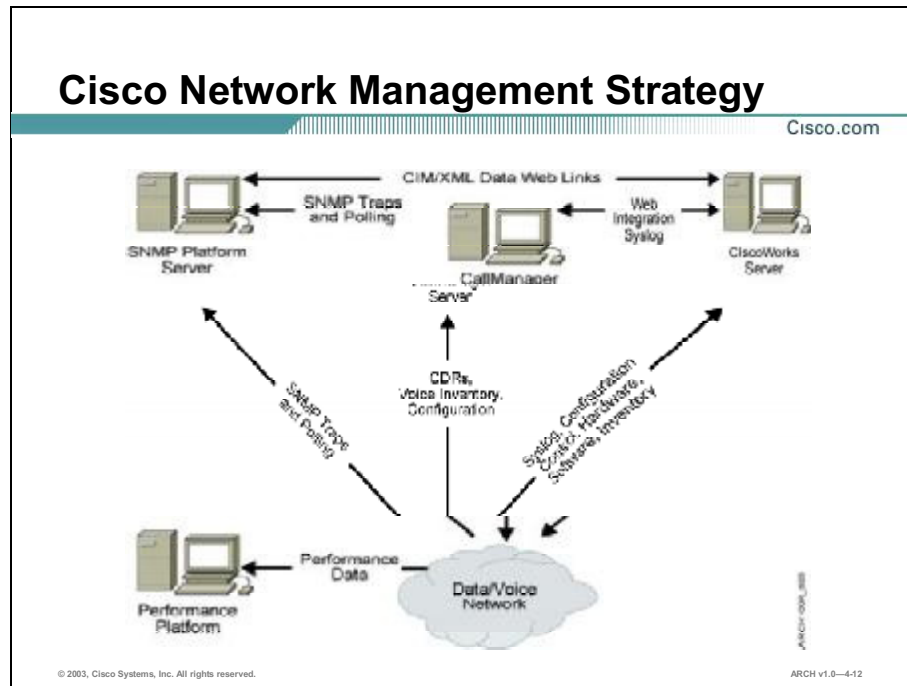 Cisco Network Management Strategy
Cisco.com
CIM/XML Data Web Links
SNMP Traps
and Polling
Web
Integration
Syslog
SNMP Platform
Server
CallManager
Server
CiscoWorks
Server
CDRs,
Voice Inventory,
Configuration
SNMP Traps
and Polling
Syslog, Configuration
Control, Hardware,
Software, Inventory
Performance
Data
Data/Voice
Network
Performance
Platform
© 2003, Cisco Systems, Inc. All rights reserved.
ARCH v1.0—4-12